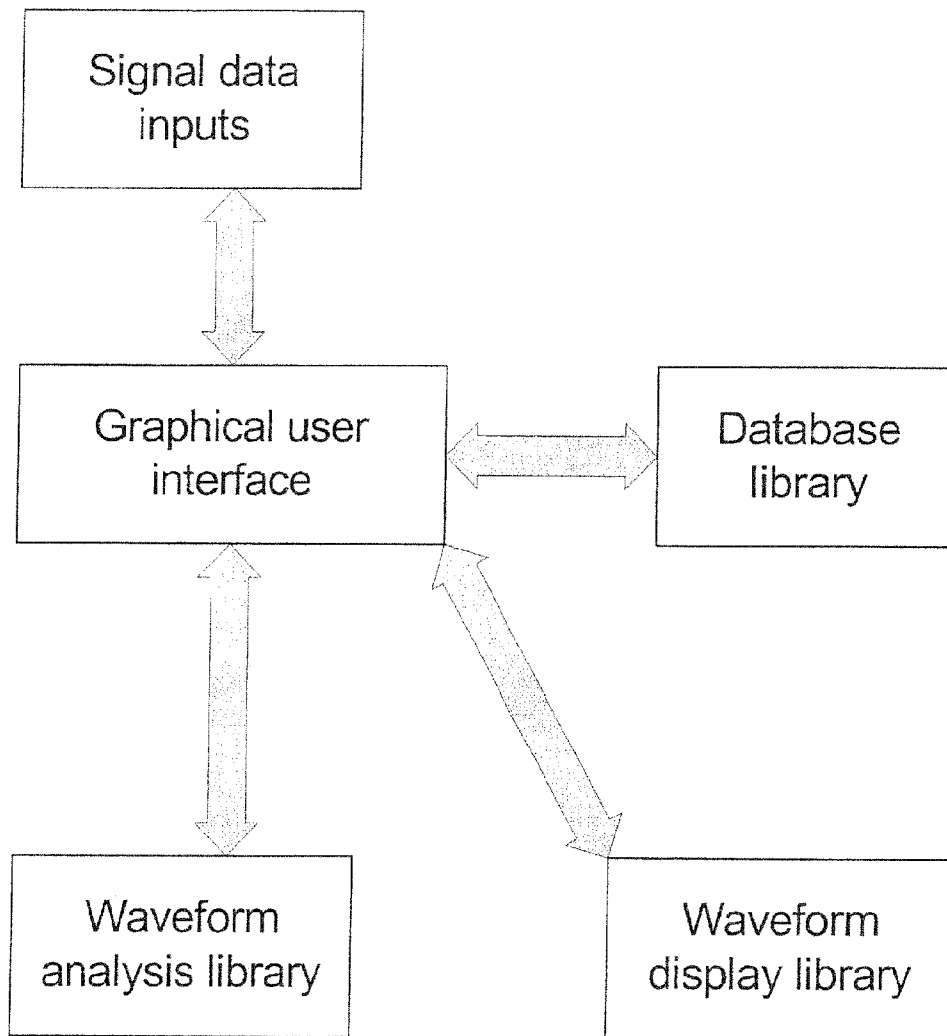 Signal data
inputs
Graphical user
interface
Database
library
Waveform
analysis library
Waveform
display library